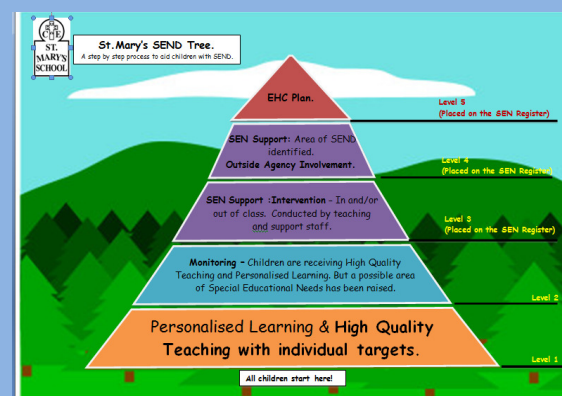 C E
ST.
MARY'S
SCHOOL
St.Mary's SEND Tree.
A step by step process to aid children with SEND.
EHC Plan.
Level 5
(Placed on the SEN Register)
SEN Support: Area of SEND
identified.
Outside Agency Involvement.
Level 4
(Placed on the SEN Register)
SEN Support :Intervention – In and/or
out of class. Conducted by teaching
and support staff.
Level 3
(Placed on the SEN Register)
Monitoring – Children are receiving High Quality
Teaching and Personalised Learning. But a possible area
of Special Educational Needs has been raised.
Level 2
Personalised Learning & High Quality
Teaching with individual targets.
Level 1
All children start here!